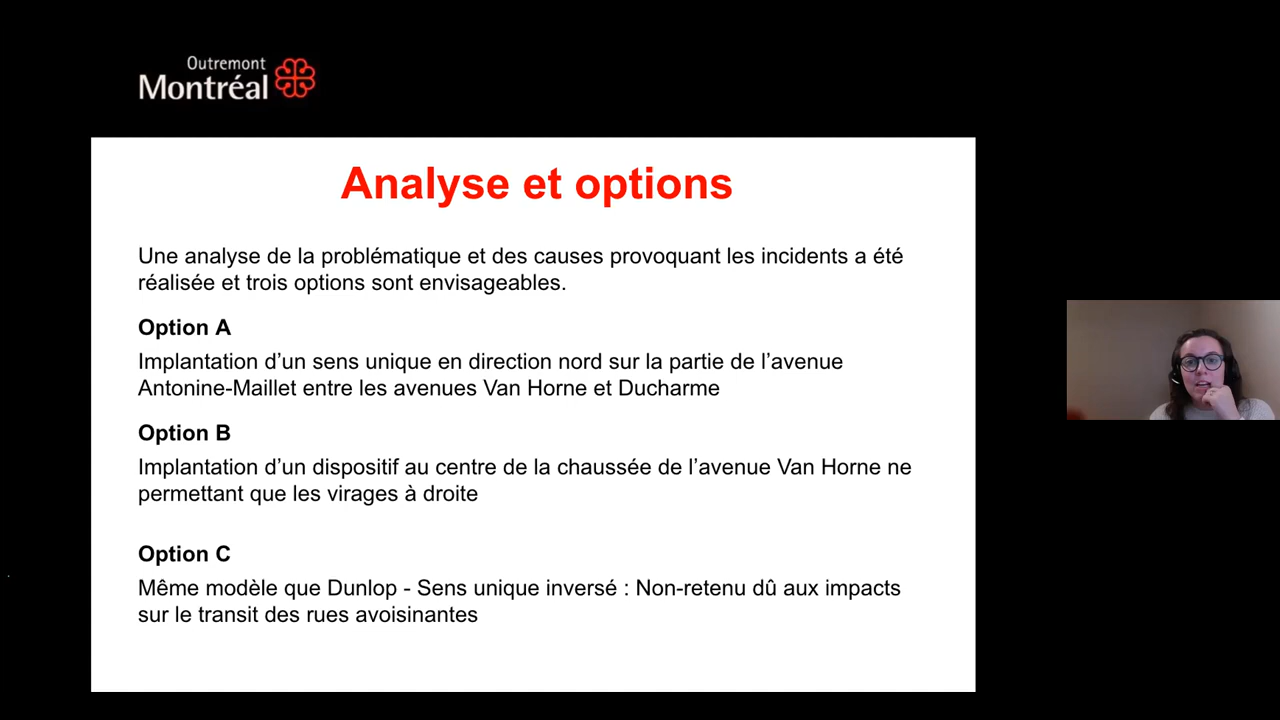 Outremont
Montréal
Analyse et options
Une analyse de la problématique et des causes provoquant les incidents a été
réalisée et trois options sont envisageables.
Option A
Implantation d’un sens unique en direction nord sur la partie de l’avenue
Antonine-Maillet entre les avenues Van Horne et Ducharme
Option B
Implantation d’un dispositif au centre de la chaussée de l’avenue Van Horne ne
permettant que les virages à droite
Option C
Même modèle que Dunlop - Sens unique inversé : Non-retenu dû aux impacts
sur le transit des rues avoisinantes